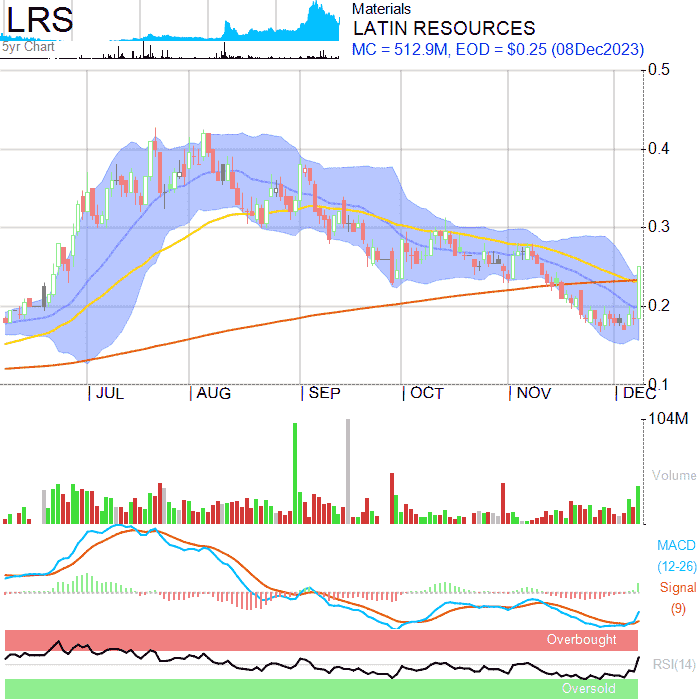 LRS
5yr Chart
Materials
LATIN RESOURCES
MC = 512.9M, EOD = $0.25 (08Dec2023)
0.5
0.4
0.3
0.2
0.1
JUL
AUG
SEP
OCT
NOV
DEC
104M
Volume
MACD
(12-26)
Signal
(9)
Overbought
RSI(14)
Oversold